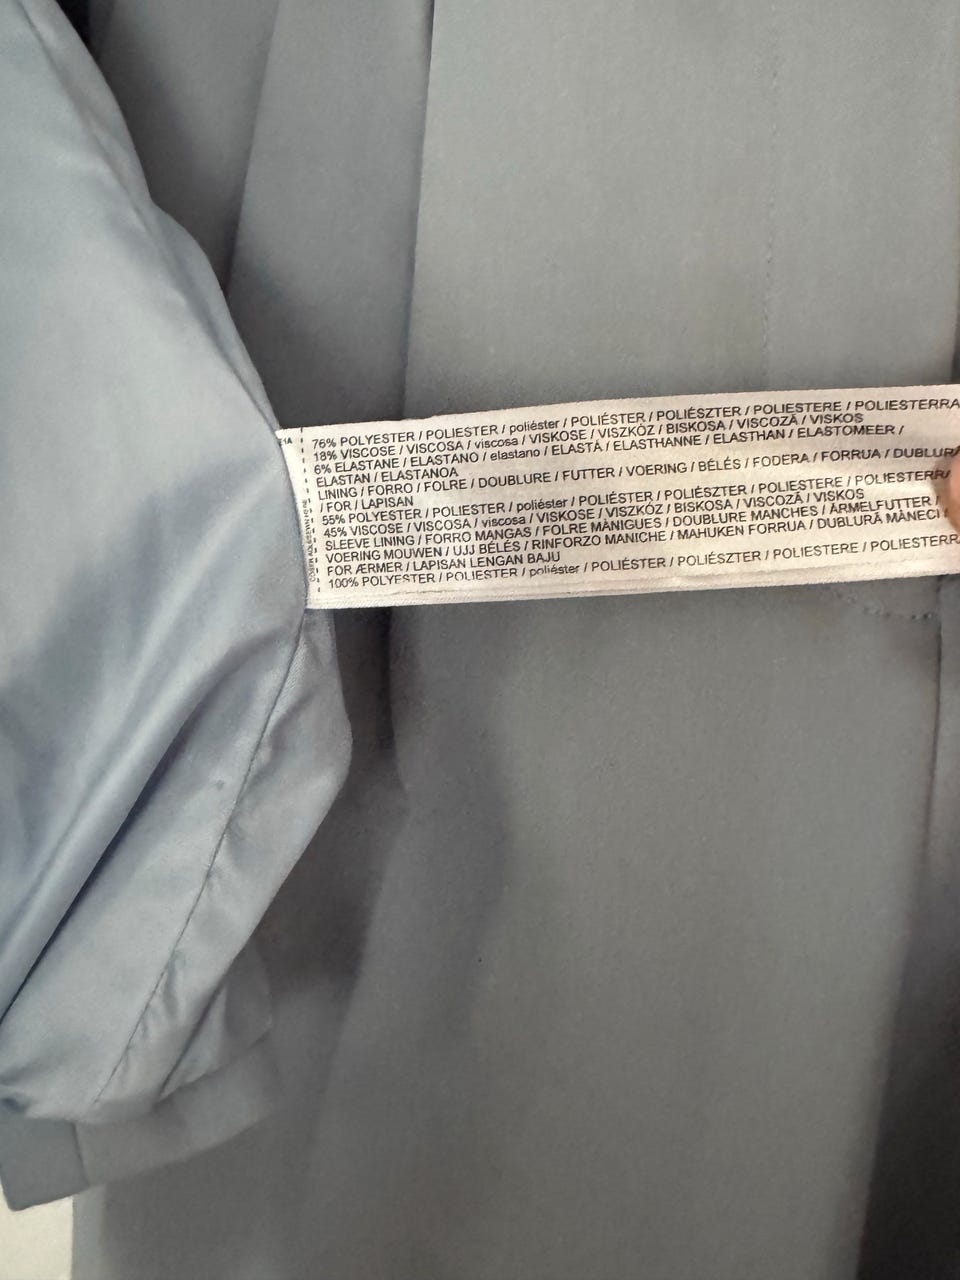 76% POLYESTER / POLIESTER / poliéster / POLIÉSTER / POLIÉSZTER / POLIESTERE / POLIESTERRA
18% VISCOSE / VISCOSA / viscosa / VISKOSE / VISZKÓZ / BISKOSA / VISCOZĂ / VISKOS
6% ELASTANE / ELASTANO / elastano / ELASTÀ / ELASTHANNE / ELASTHAN / ELASTOMEER /
ELASTAN / ELASTANOA
LINING / FORRO / FOLRE / DOUBLURE / FUTTER / VOERING / BÉLÉS / FODERA / FORRUA / DUBLURĂ
/ FOR / LAPISAN
55% POLYESTER / POLIESTER / poliéster / POLIÉSTER / POLIÉSZTER / POLIESTERE / POLIESTERRA
45% VISCOSE / VISCOSA / viscosa / VISKOSE / VISZKÓZ / BISKOSA / VISCOZĂ / VISKOS
SLEEVE LINING / FORRO MANGAS / FOLRE MÀNIGUES / DOUBLURE MANCHES / ÄRMELFUTTER /
VOERING MOUWEN / UJJ BÉLÉS / RINFORZO MANICHE / MAHUKEN FORRUA / DUBLURĂ MÂNECI /
FOR ÆRMER / LAPISAN LENGAN BAJU
100% POLYESTER / POLIESTER / poliéster / POLIÉSTER / POLIÉSZTER / POLIESTERE / POLIESTERRA